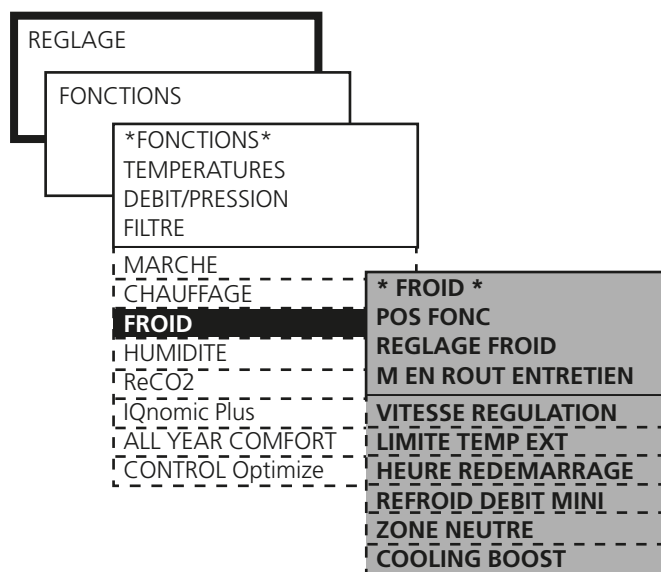 REGLAGE
FONCTIONS
*FONCTIONS*
TEMPERATURES
DEBIT/PRESSION
FILTRE
MARCHE
CHAUFFAGE
FROID
HUMIDITE
ReCO2
IQnomic Plus
ALL YEAR COMFORT
CONTROL Optimize
* FROID *
POS FONC
REGLAGE FROID
M EN ROUT ENTRETIEN
VITESSE REGULATION
LIMITE TEMP EXT
HEURE REDEMARRAGE
REFROID DEBIT MINI
ZONE NEUTRE
COOLING BOOST